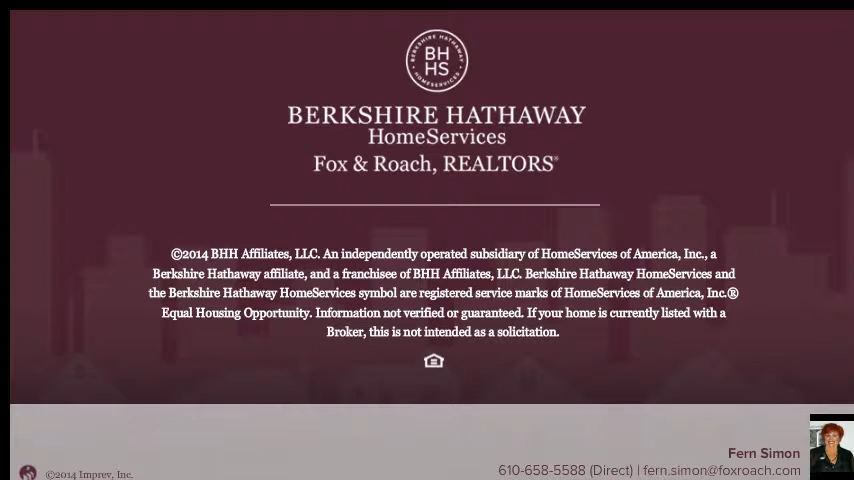 BERKSHIRE HATHAWAY
BH
HS
HOMESERVICES
BERKSHIRE HATHAWAY
HomeServices
Fox & Roach, REALTORS®
©2014 BHH Affiliates, LLC. An independently operated subsidiary of HomeServices of America, Inc., a
Berkshire Hathaway affiliate, and a franchisee of BHH Affiliates, LLC. Berkshire Hathaway HomeServices and
the Berkshire Hathaway HomeServices symbol are registered service marks of HomeServices of America, Inc.®
Equal Housing Opportunity. Information not verified or guaranteed. If your home is currently listed with a
Broker, this is not intended as a solicitation.
Fern Simon
610-658-5588 (Direct) | fern.simon@foxroach.com
©2014 Imprev, Inc.